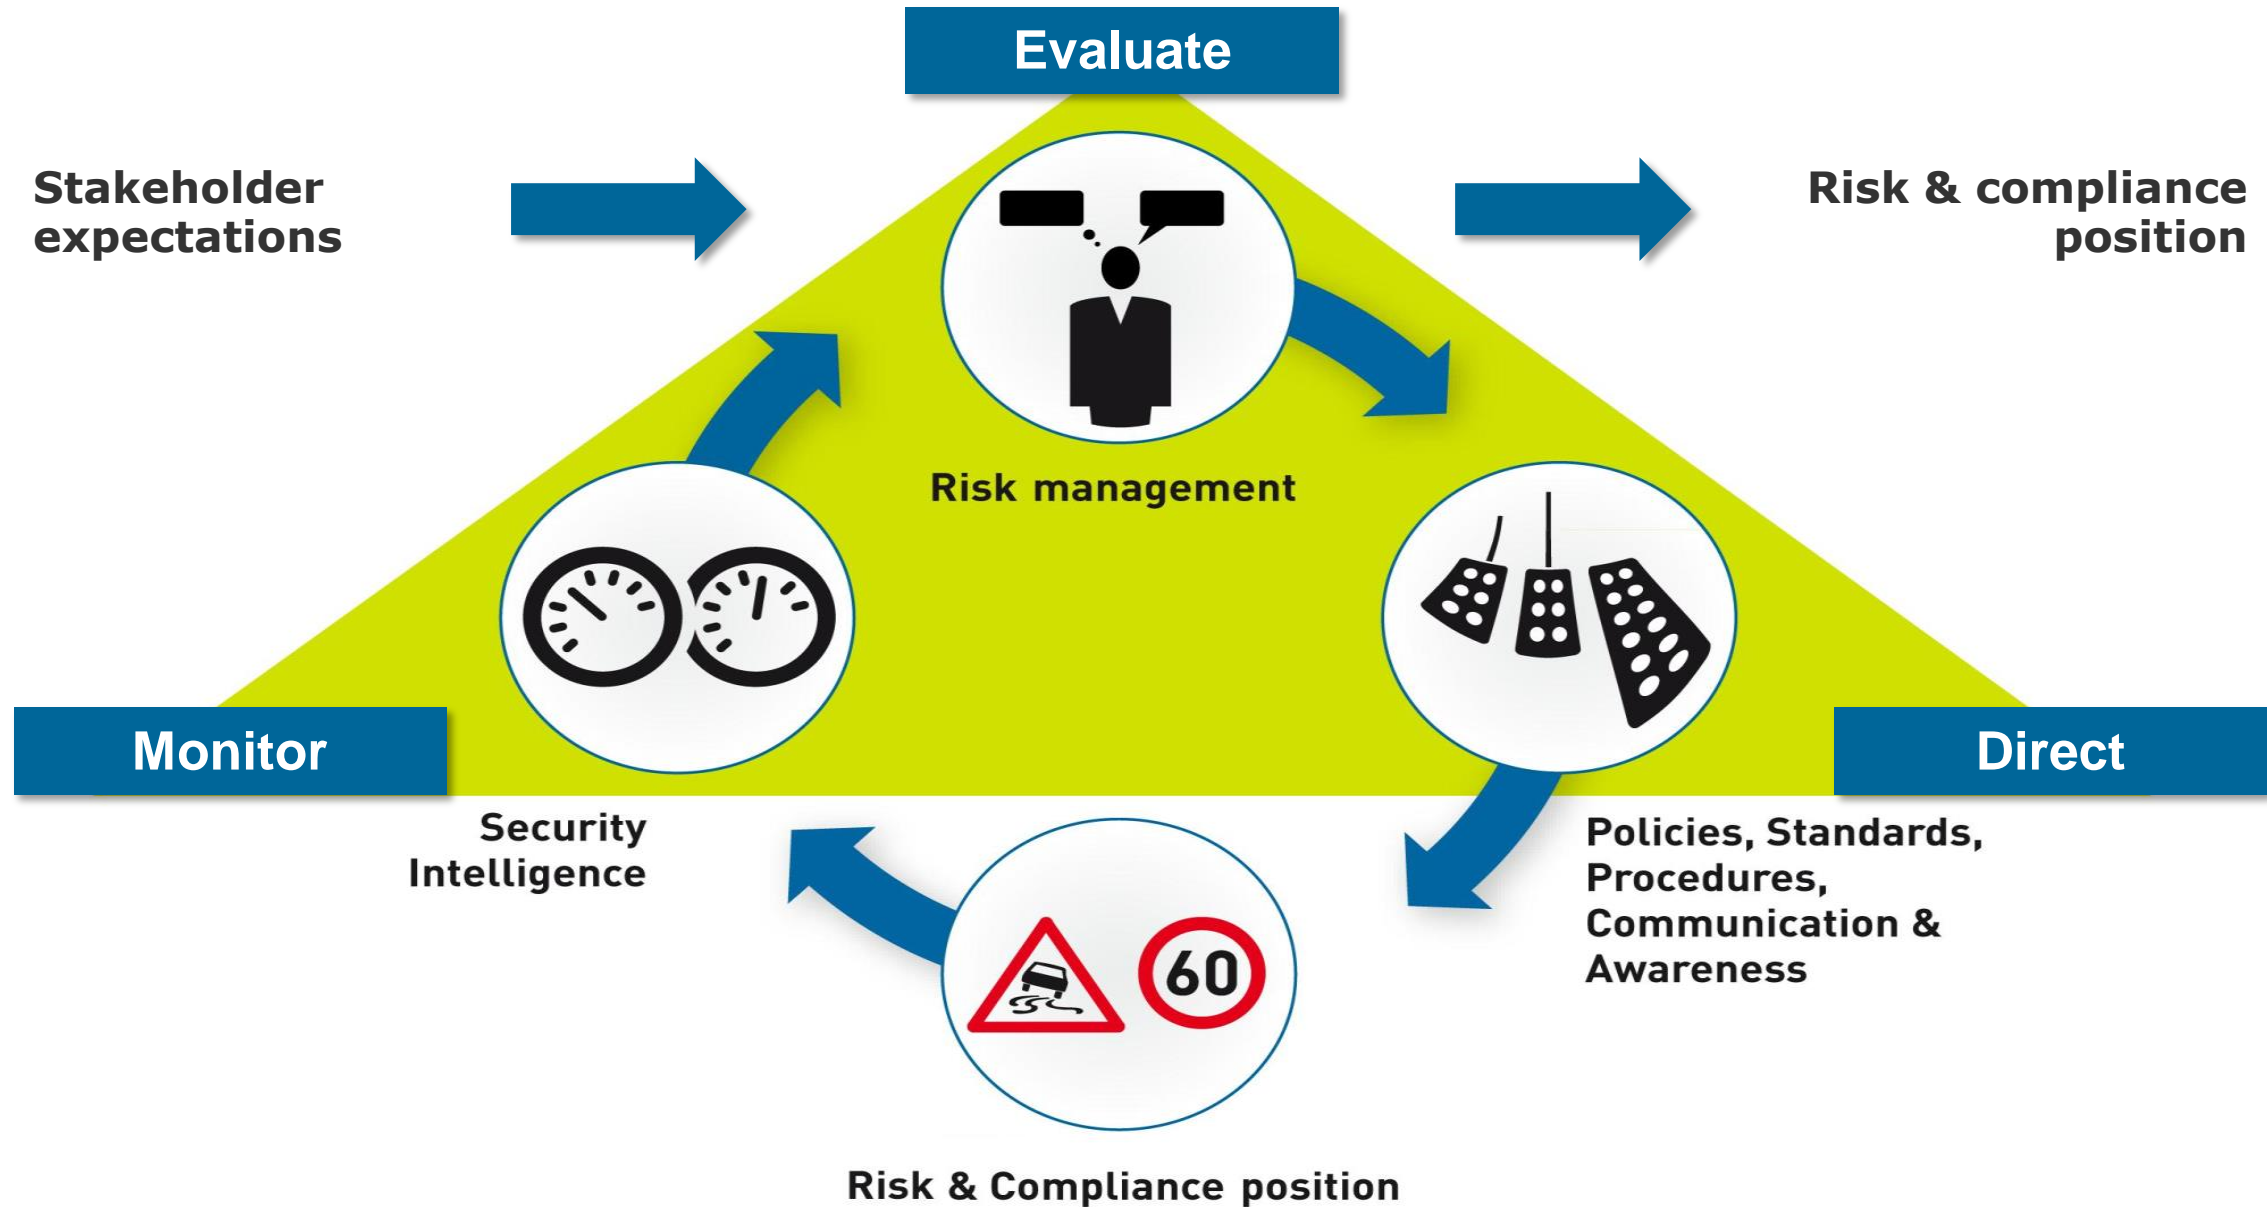 Evaluate
Stakeholder
expectations
Risk & compliance
position
Risk management
Monitor
Direct
Security
Intelligence
Policies, Standards,
Procedures,
Communication &
Awareness
60
Risk & Compliance position